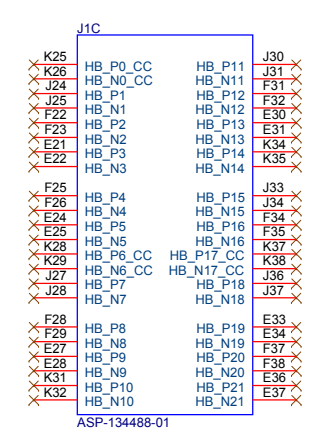 J1C
K25 HB_P0_CC HB_P11 J30
K26 HB_N0_CC HB_N11 J31
J24 HB_P1 HB_P12 F31
J25 HB_N1 HB_N12 F32
F22 HB_P2 HB_P13 E30
F23 HB_N2 HB_N13 E31
E21 HB_P3 HB_P14 K34
E22 HB_N3 HB_N14 K35
F25 HB_P4 HB_P15 J33
F26 HB_N4 HB_N15 J34
E24 HB_P5 HB_P16 F34
E25 HB_N5 HB_N16 F35
K28 HB_P6_CC HB_P17_CC K37
K29 HB_N6_CC HB_N17_CC K38
J27 HB_P7 HB_P18 J36
J28 HB_N7 HB_N18 J37
F28 HB_P8 HB_P19 E33
F29 HB_N8 HB_N19 E34
E27 HB_P9 HB_P20 F37
E28 HB_N9 HB_N20 F38
K31 HB_P10 HB_P21 E36
K32 HB_N10 HB_N21 E37
ASP-134488-01